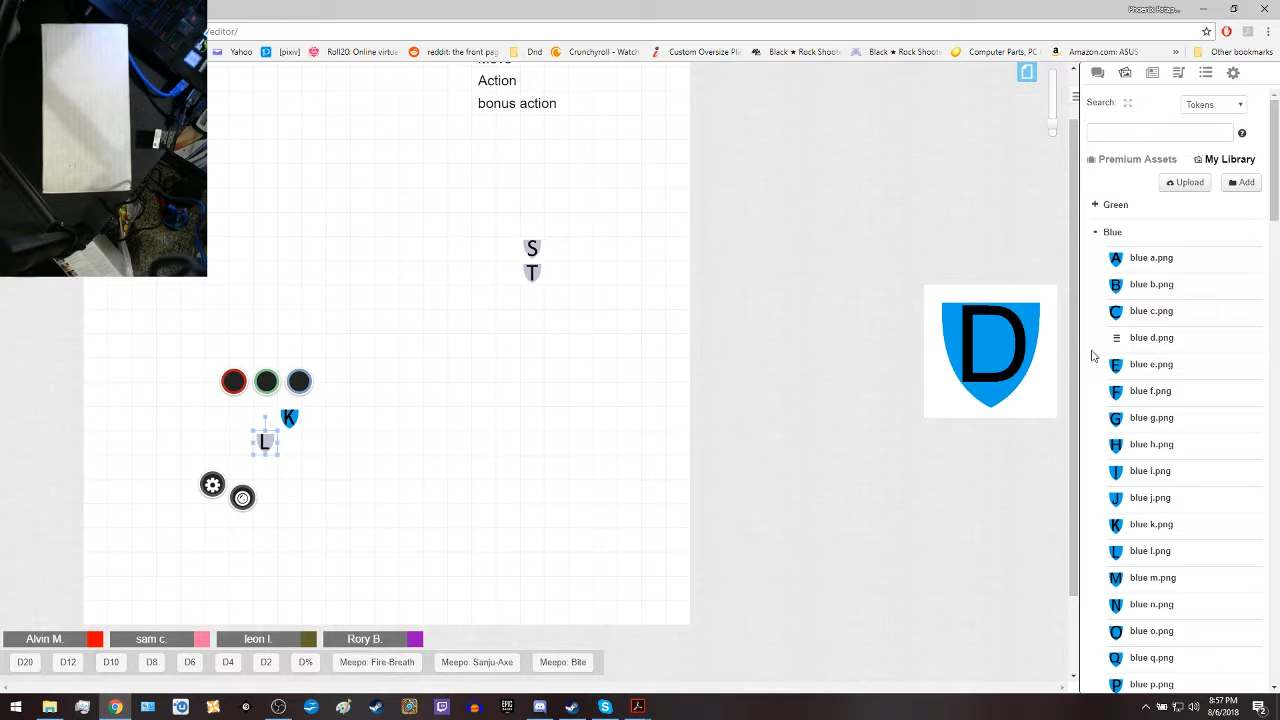 editor/
Yahoo
[pixiv]
Roll20: Online virtual
reddit: the front page
Dnd
Crunchyroll - Watch
Custom Oversize Pla
Black ★ Rock Shoote
Black ★ Rock Shoote
Computer Parts, PC
Amazon.com ASUS
Other bookmarks
Action
bonus action
Search:
Tokens
Premium Assets
My Library
Upload
Add
Green
Blue
A blue a.png
B blue b.png
C blue c.png
blue d.png
E blue e.png
F blue f.png
G blue g.png
H blue h.png
I blue i.png
J blue j.png
K blue k.png
L blue l.png
M blue m.png
N blue n.png
O blue o.png
Q blue q.png
P blue p.png
S
T
D
K
L
Alvin M.
sam c.
leon l.
Rory B.
D20
D12
D10
D8
D6
D4
D2
D%
Meepo: Fire-Breath
Meepo: Sanju-Axe
Meepo: Bite
8:57 PM
8/6/2018